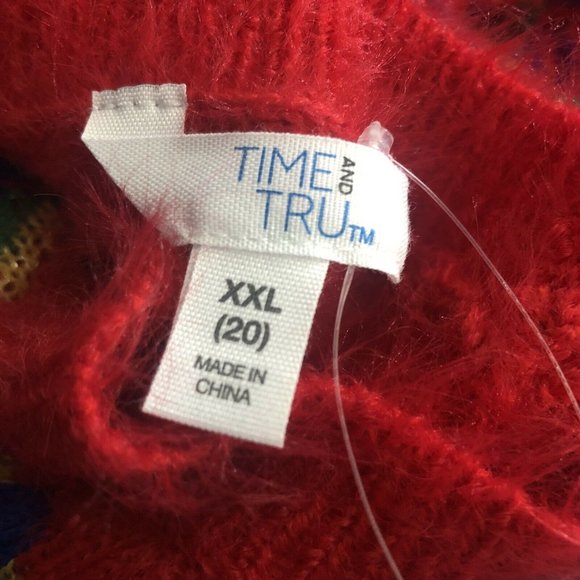 TIME AND
TRU™
XXL
(20)
MADE IN
CHINA